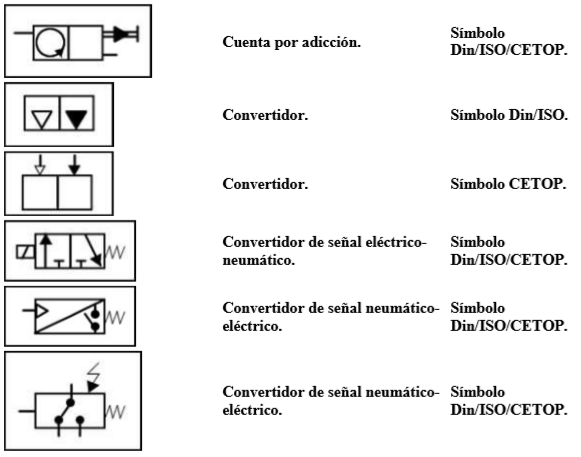 Cuenta por adicción. Símbolo
Din/ISO/CETOP.
Convertidor. Símbolo Din/ISO.
Convertidor. Símbolo CETOP.
Convertidor de señal eléctrico- Símbolo
neumático. Din/ISO/CETOP.
Convertidor de señal neumático- Símbolo
eléctrico. Din/ISO/CETOP.
Convertidor de señal neumático- Símbolo
eléctrico. Din/ISO/CETOP.